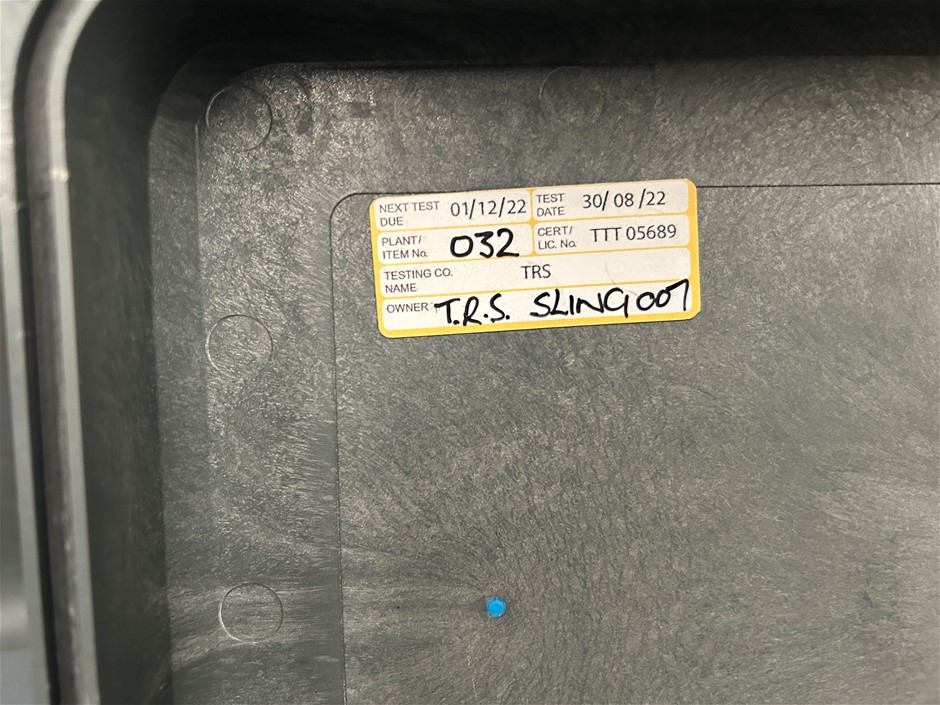 NEXT TEST DUE 01/12/22 TEST DATE 30/08/22
PLANT/ ITEM No. 032 CERT/ LIC. No. TTT 05689
TESTING CO. NAME TRS
OWNER T.R.S. SLING 007